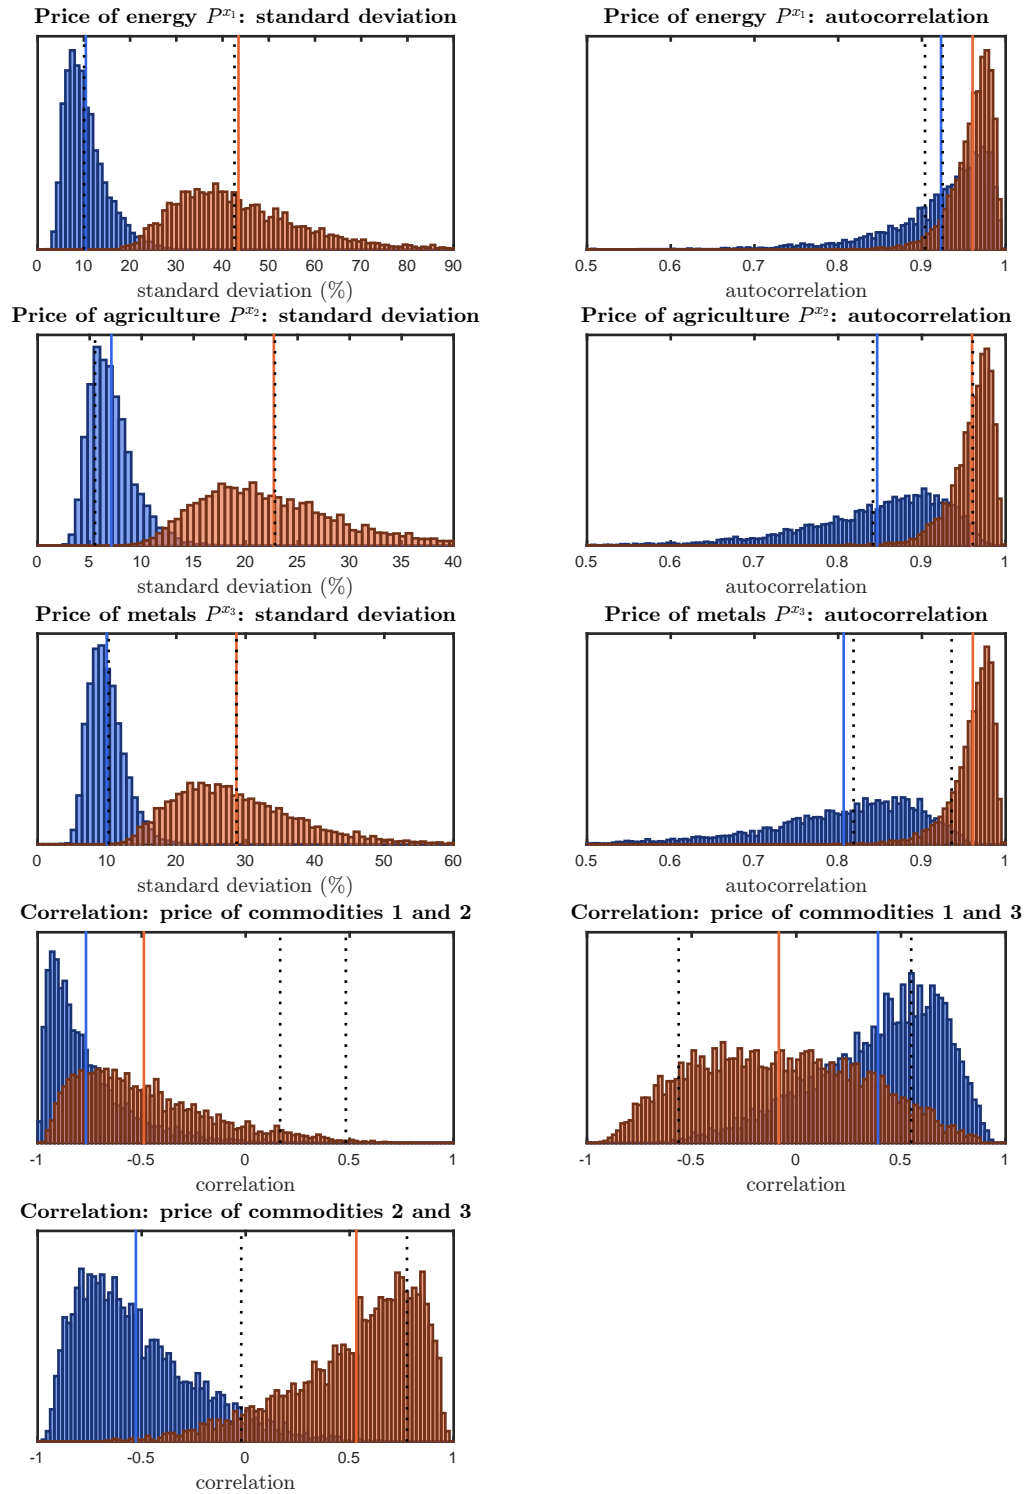 Price of energy P^{x_1}: standard deviation
0 10 20 30 40 50 60 70 80 90
standard deviation (%)
Price of energy P^{x_1}: autocorrelation
0.5 0.6 0.7 0.8 0.9 1
autocorrelation
Price of agriculture P^{x_2}: standard deviation
0 5 10 15 20 25 30 35 40
standard deviation (%)
Price of agriculture P^{x_2}: autocorrelation
0.5 0.6 0.7 0.8 0.9 1
autocorrelation
Price of metals P^{x_3}: standard deviation
0 10 20 30 40 50 60
standard deviation (%)
Price of metals P^{x_3}: autocorrelation
0.5 0.6 0.7 0.8 0.9 1
autocorrelation
Correlation: price of commodities 1 and 2
-1 -0.5 0 0.5 1
correlation
Correlation: price of commodities 1 and 3
-1 -0.5 0 0.5 1
correlation
Correlation: price of commodities 2 and 3
-1 -0.5 0 0.5 1
correlation